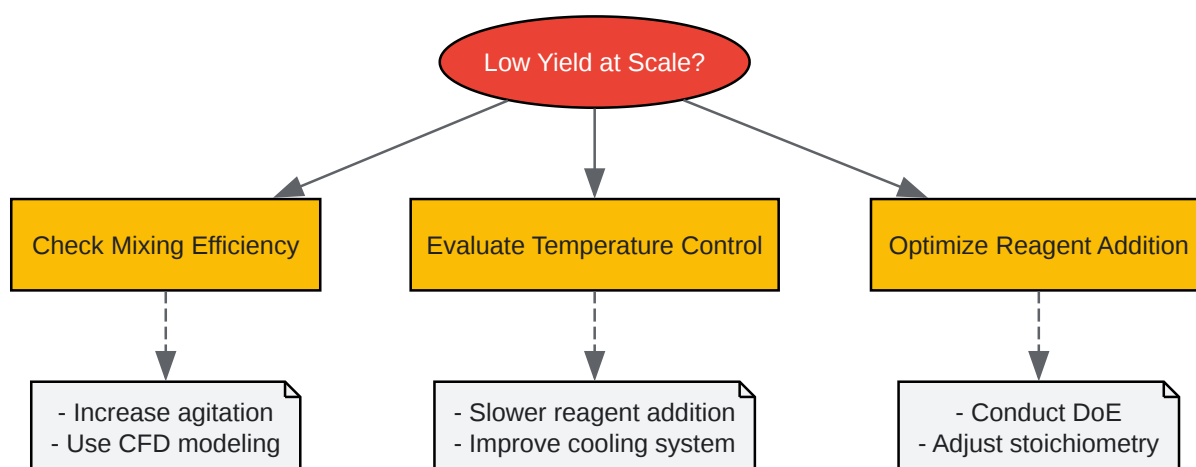 Low Yield at Scale?
Check Mixing Efficiency
Evaluate Temperature Control
Optimize Reagent Addition
- Increase agitation
- Use CFD modeling
- Slower reagent addition
- Improve cooling system
- Conduct DoE
- Adjust stoichiometry